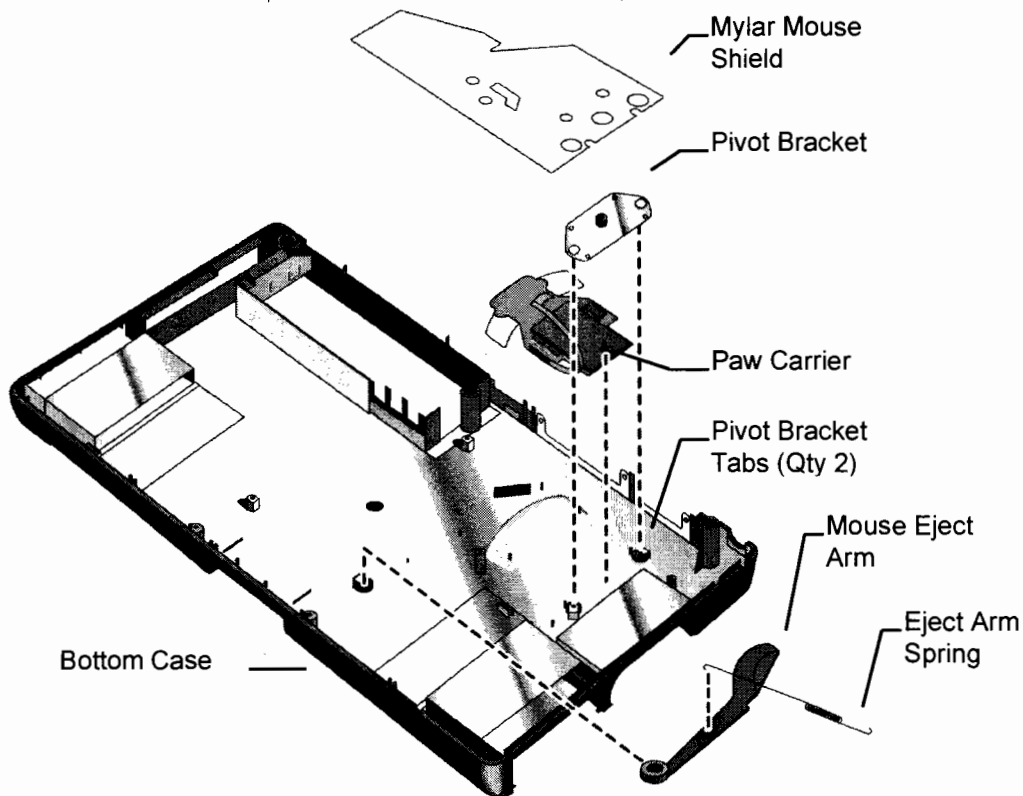 Mylar Mouse
Shield
Pivot Bracket
Paw Carrier
Pivot Bracket
Tabs (Qty 2)
Mouse Eject
Arm
Eject Arm
Spring
Bottom Case